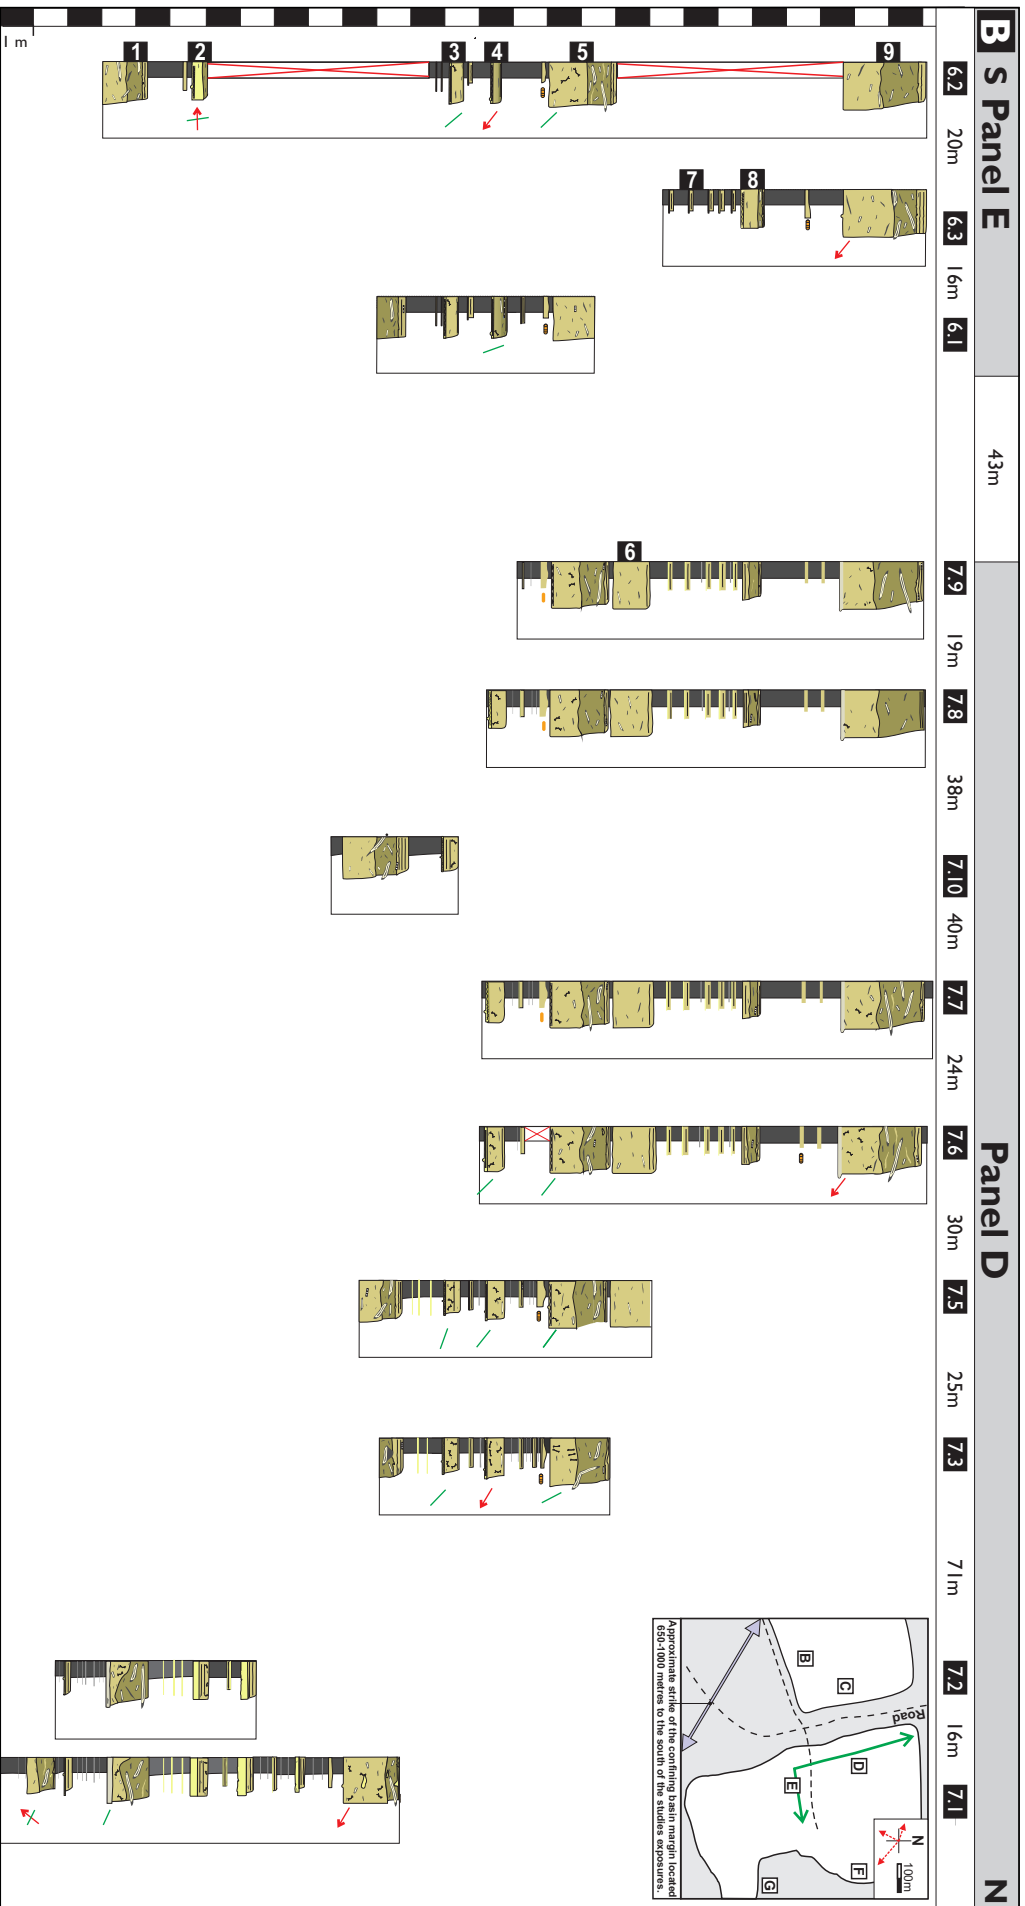 B S Panel E
43m
Panel D
N
6.2
20m
6.3
16m
6.1
7.9
19m
7.8
38m
7.10
40m
7.7
24m
7.6
30m
7.5
25m
7.3
71m
7.2
16m
7.1
1 m
1
2
3
4
5
9
7
8
6
Approximate strike of the confining basin margin located
650-1000 metres to the south of the studies exposures.
B
C
Road
D
E
F
G
N
100m